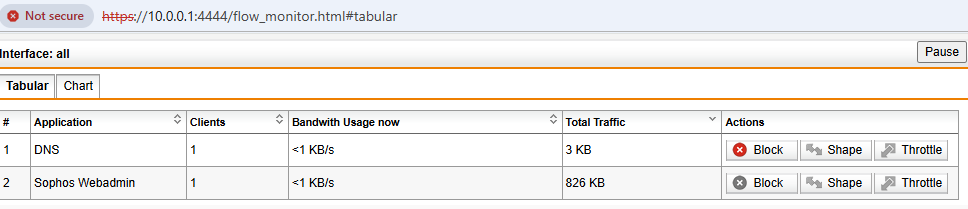 Not secure https://10.0.0.1:4444/flow_monitor.html#tabular
Interface: all Pause
Tabular Chart
# Application Clients Bandwith Usage now Total Traffic Actions
1 DNS 1 <1 KB/s 3 KB Block Shape Throttle
2 Sophos Webadmin 1 <1 KB/s 826 KB Block Shape Throttle